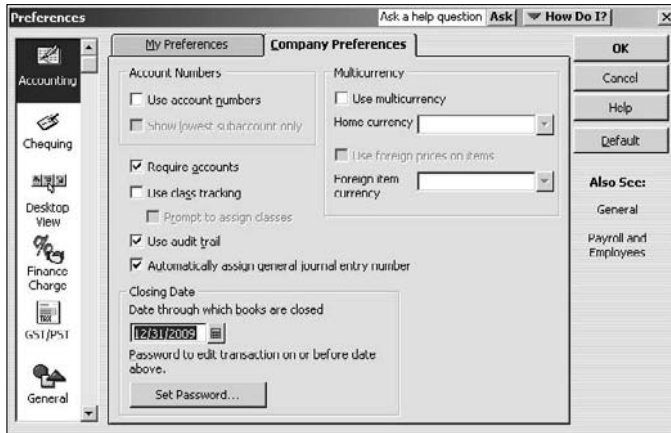 Preferences
Ask a help question Ask How Do I?
Accounting
Chequing
Desktop
View
Finance
Charge
GST/PST
General
My Preferences
Company Preferences
Account Numbers
Use account numbers
Show lowest subaccount only
Require accounts
Use class tracking
Prompt to assign classes
Use audit trail
Automatically assign general journal entry number
Closing Date
Date through which books are closed
12/31/2009
Password to edit transaction on or before date
above.
Set Password...
Multicurrency
Use multicurrency
Home currency
Use foreign prices on items
Foreign item
currency
OK
Cancel
Help
Default
Also See:
General
Payroll and
Employees